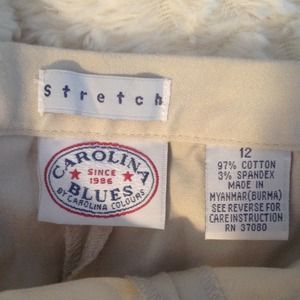 Stretch
CAROLINA
SINCE
1986
BLUES
BY CAROLINA COLOURS
12
97% COTTON
3% SPANDEX
MADE IN
MYANMAR(BURMA)
SEE REVERSE FOR
CARE INSTRUCTION
RN 37080